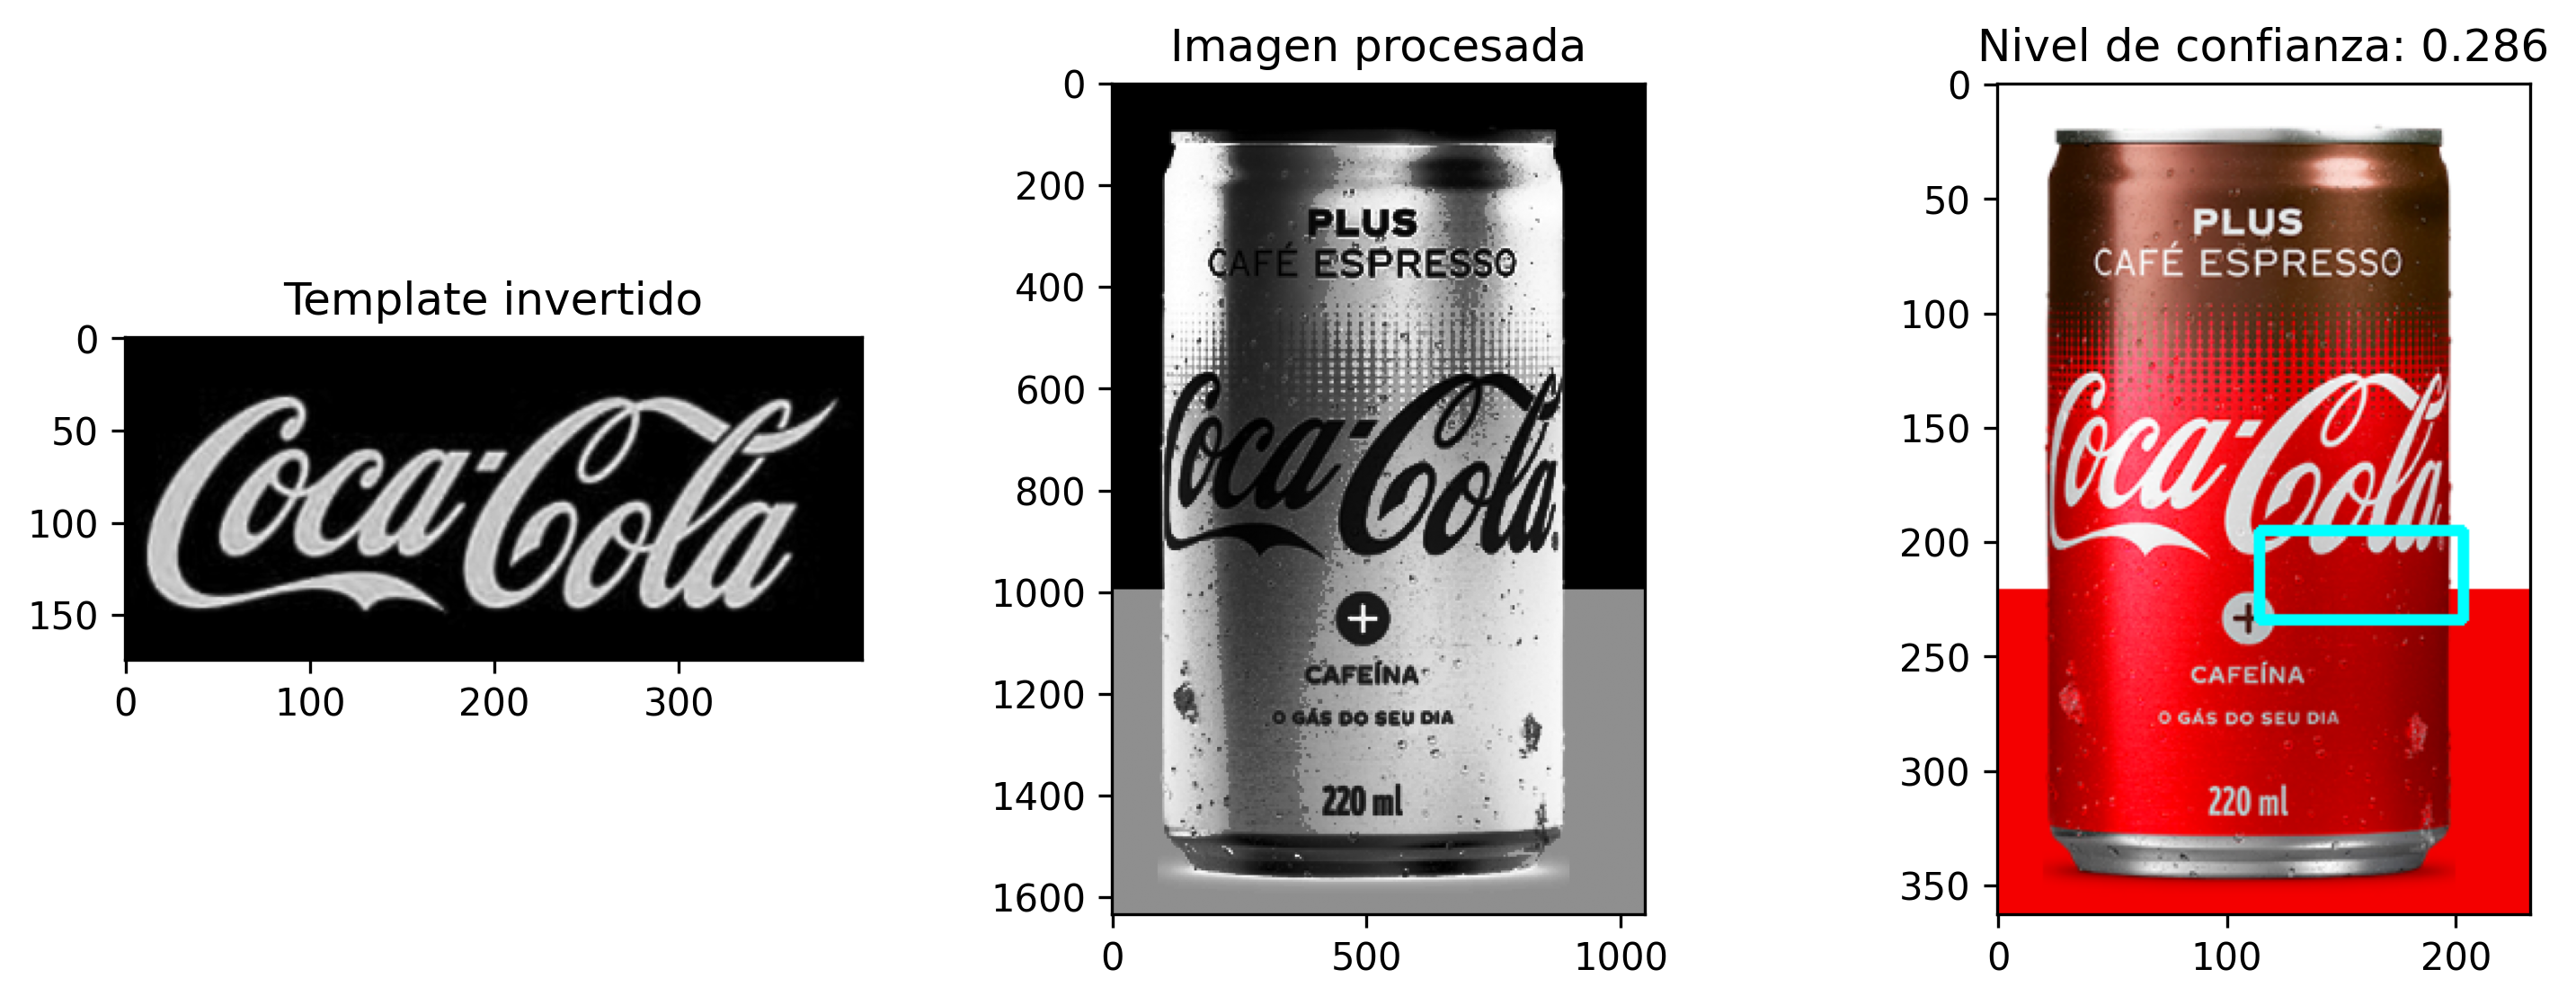 Template invertido
0
50
100
150
0 100 200 300
Coca-Cola
Imagen procesada
0
200
400
600
800
1000
1200
1400
1600
0 500 1000
PLUS
CAFÉ ESPRESSO
Coca-Cola
+
CAFEÍNA
O GÁS DO SEU DIA
220 ml
Nivel de confianza: 0.286
0
50
100
150
200
250
300
350
0 100 200
PLUS
CAFÉ ESPRESSO
Coca-Cola
+
CAFEÍNA
O GÁS DO SEU DIA
220 ml